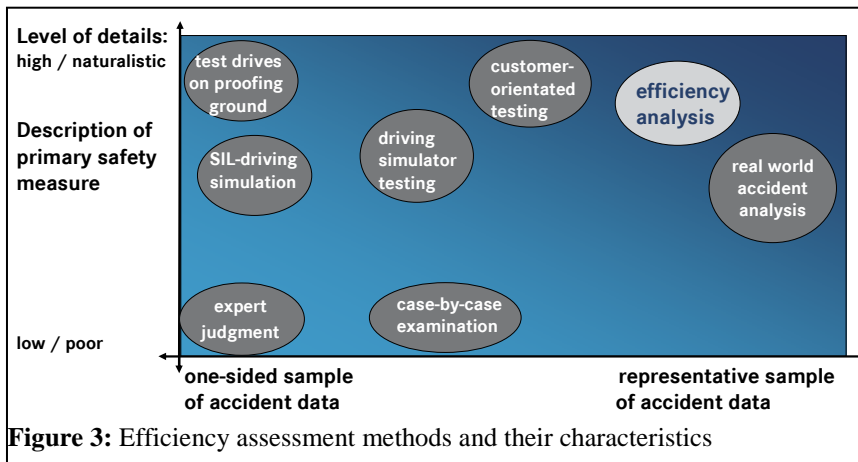 Level of details:
high / naturalistic
Description of
primary safety
measure
low / poor
test drives
on proofing
ground
customer-
orientated
testing
efficiency
analysis
SIL-driving
simulation
driving
simulator
testing
real world
accident
analysis
expert
judgment
case-by-case
examination
one-sided sample
of accident data
representative sample
of accident data
Figure 3: Efficiency assessment methods and their characteristics